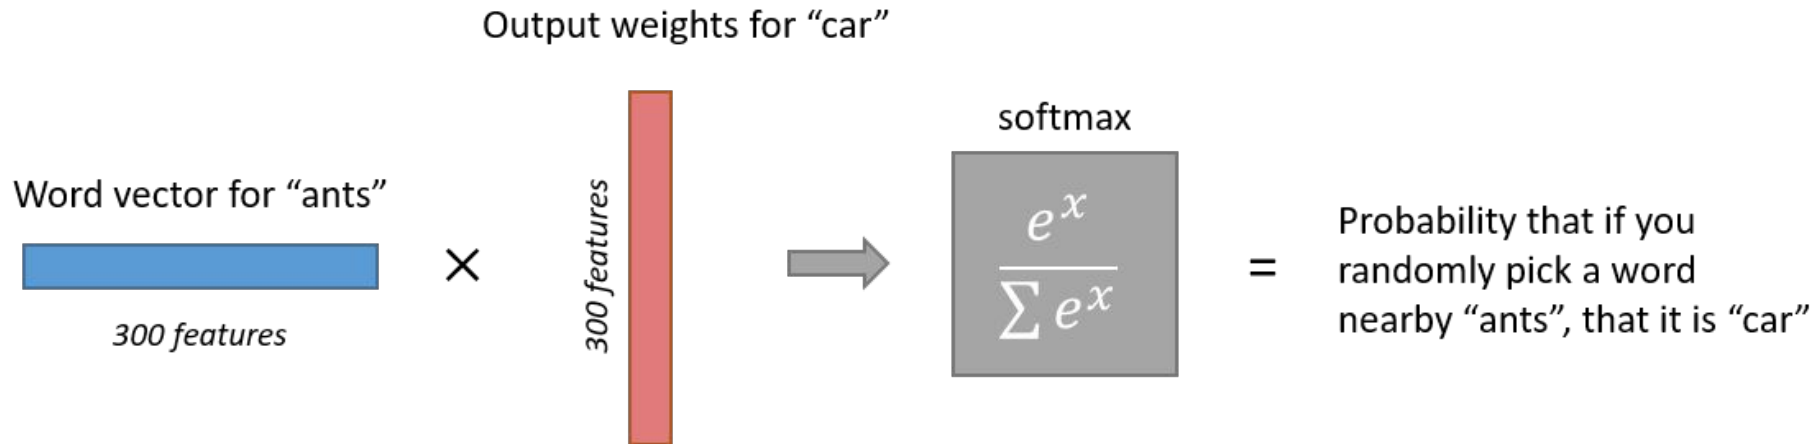 Output weights for “car”
softmax
Word vector for “ants”
300 features
×
300 features
e^x
∑ e^x
=
Probability that if you
randomly pick a word
nearby “ants”, that it is “car”